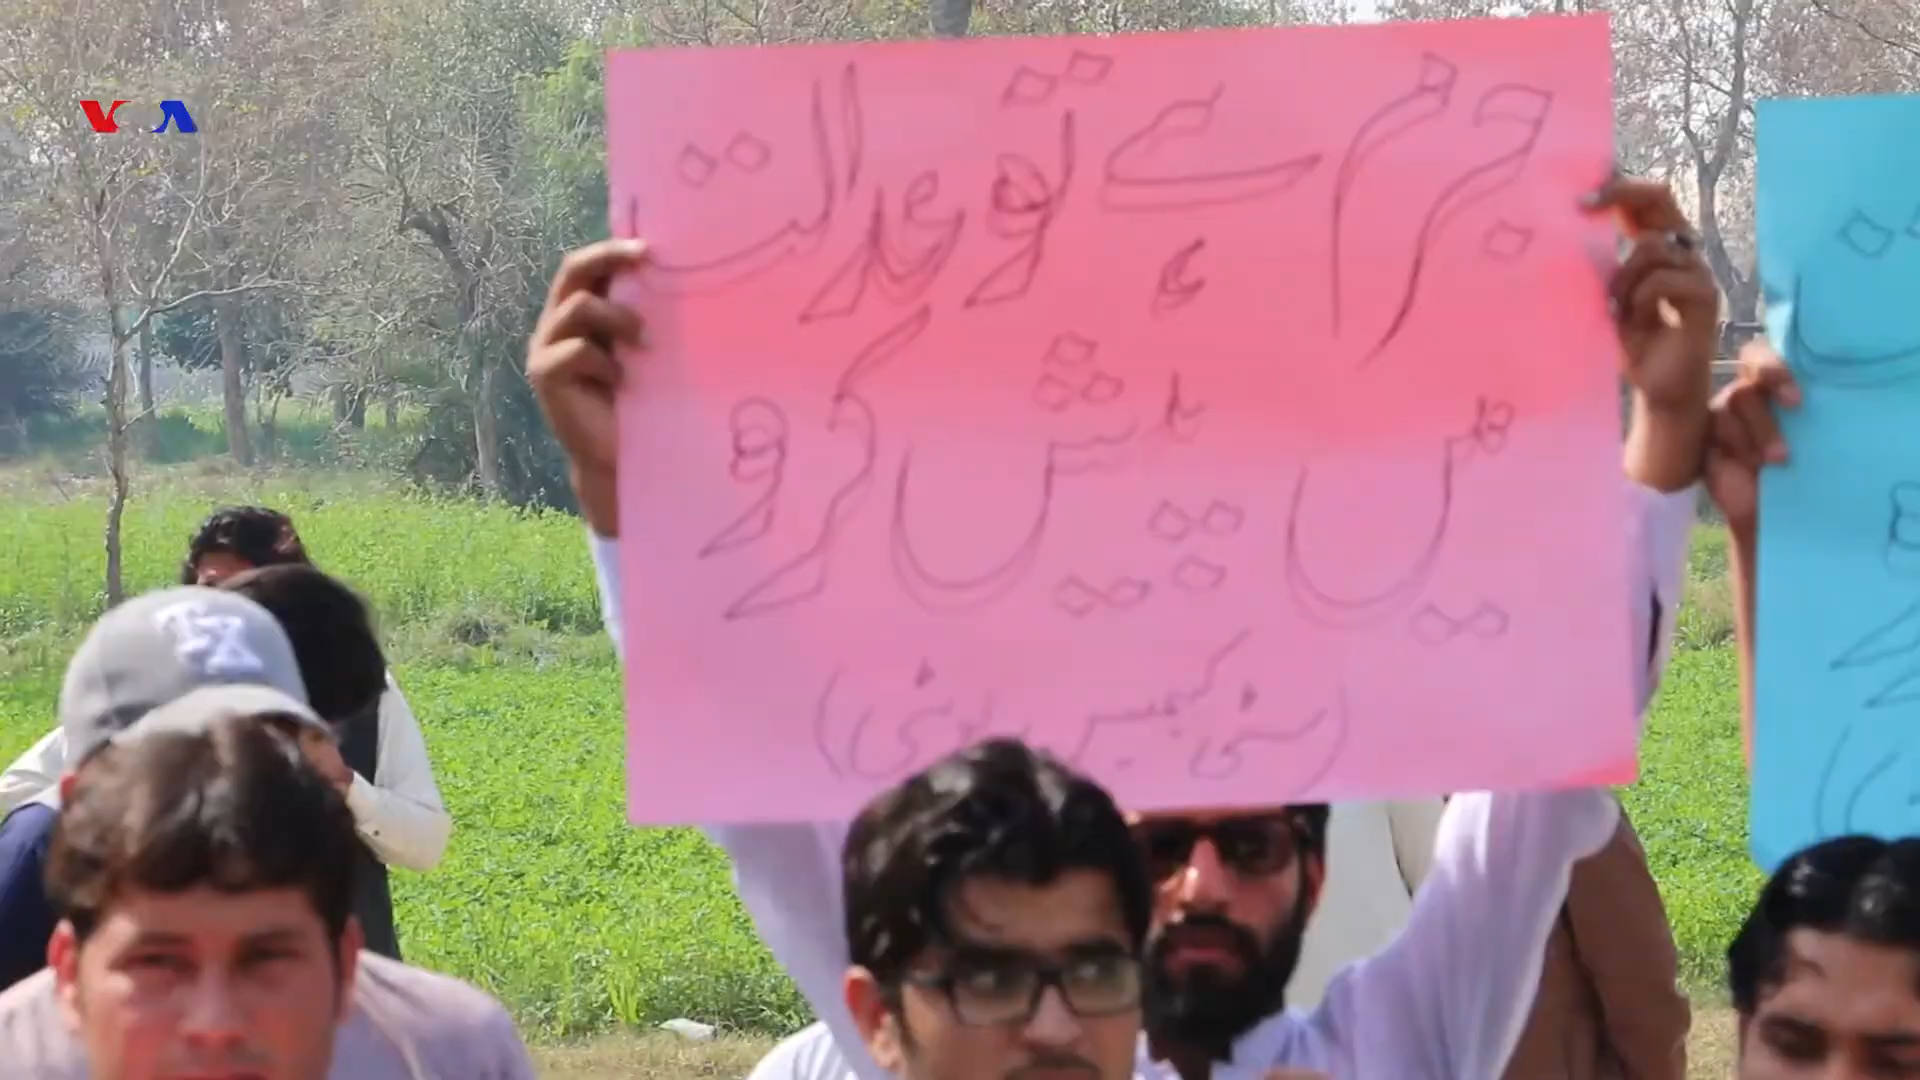 VOA
جرم ہے تو عدالت
میں پیش کرو
(سٹی کیمپس